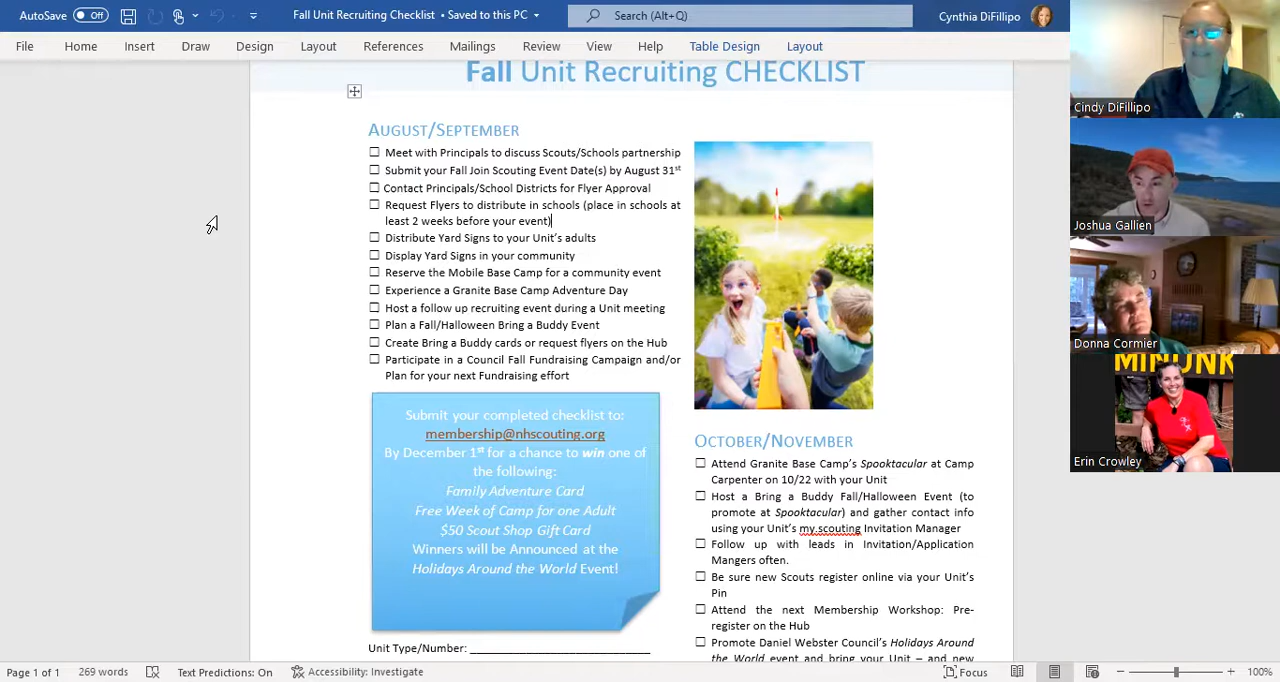 AutoSave Off
Fall Unit Recruiting Checklist • Saved to this PC
Search (Alt+Q)
Cynthia DiFillipo
File Home Insert Draw Design Layout References Mailings Review View Help Table Design Layout
Fall Unit Recruiting CHECKLIST
AUGUST/SEPTEMBER
Meet with Principals to discuss Scouts/Schools partnership
Submit your Fall Join Scouting Event Date(s) by August 31st
Contact Principals/School Districts for Flyer Approval
Request Flyers to distribute in schools (place in schools at
least 2 weeks before your event)
Distribute Yard Signs to your Unit's adults
Display Yard Signs in your community
Reserve the Mobile Base Camp for a community event
Experience a Granite Base Camp Adventure Day
Host a follow up recruiting event during a Unit meeting
Plan a Fall/Halloween Bring a Buddy Event
Create Bring a Buddy cards or request flyers on the Hub
Participate in a Council Fall Fundraising Campaign and/or
Plan for your next Fundraising effort
Submit your completed checklist to:
membership@nhscouting.org
By December 1st for a chance to win one of
the following:
Family Adventure Card
Free Week of Camp for one Adult
$50 Scout Shop Gift Card
Winners will be Announced at the
Holidays Around the World Event!
Unit Type/Number:
OCTOBER/NOVEMBER
Attend Granite Base Camp's Spooktacular at Camp
Carpenter on 10/22 with your Unit
Host a Bring a Buddy Fall/Halloween Event (to
promote at Spooktacular) and gather contact info
using your Unit's my.scouting Invitation Manager
Follow up with leads in Invitation/Application
Mangers often.
Be sure new Scouts register online via your Unit's
Pin
Attend the next Membership Workshop: Pre-
register on the Hub
Promote Daniel Webster Council's Holidays Around
the World event and bring your Unit – and new
Cindy DiFillipo
Joshua Gallien
Donna Cormier
Erin Crowley
Page 1 of 1 269 words Text Predictions: On Accessibility: Investigate Focus 100%